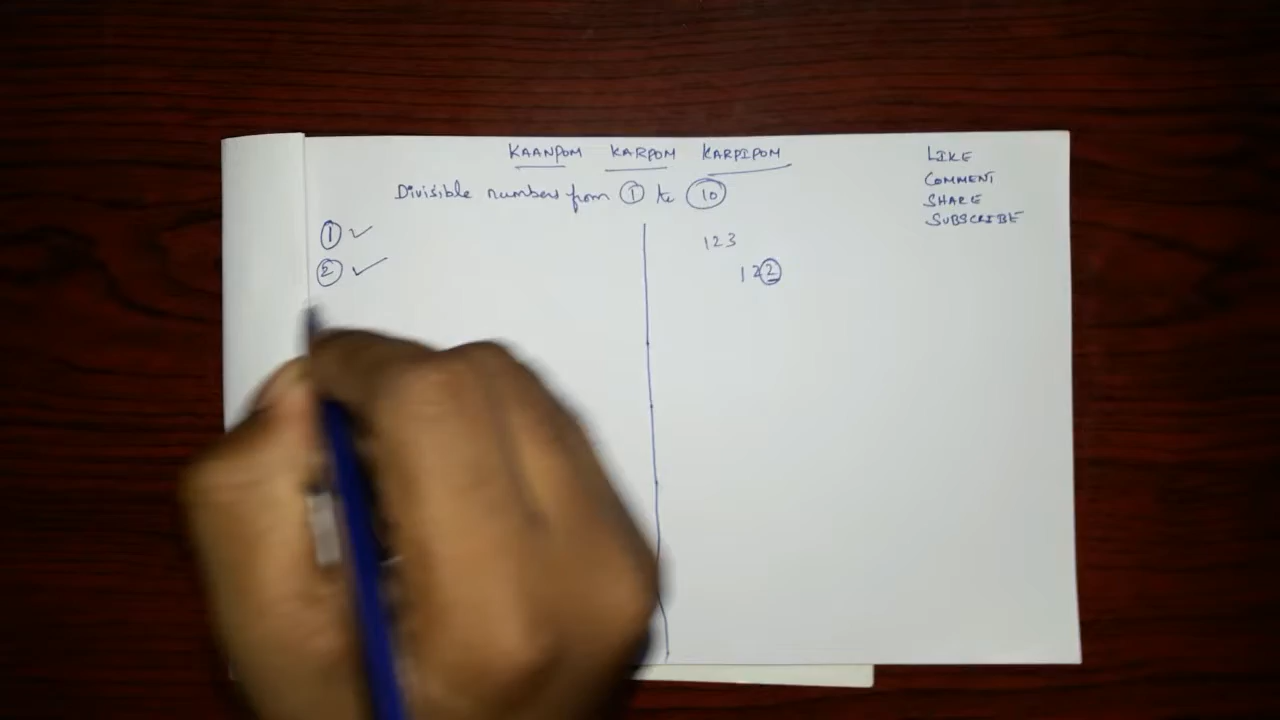 KAANPOM KARPOM KARPIPOM
Divisible numbers from 1 to 10
LIKE
COMMENT
SHARE
SUBSCRIBE
1 ✓
2 ✓
123
122